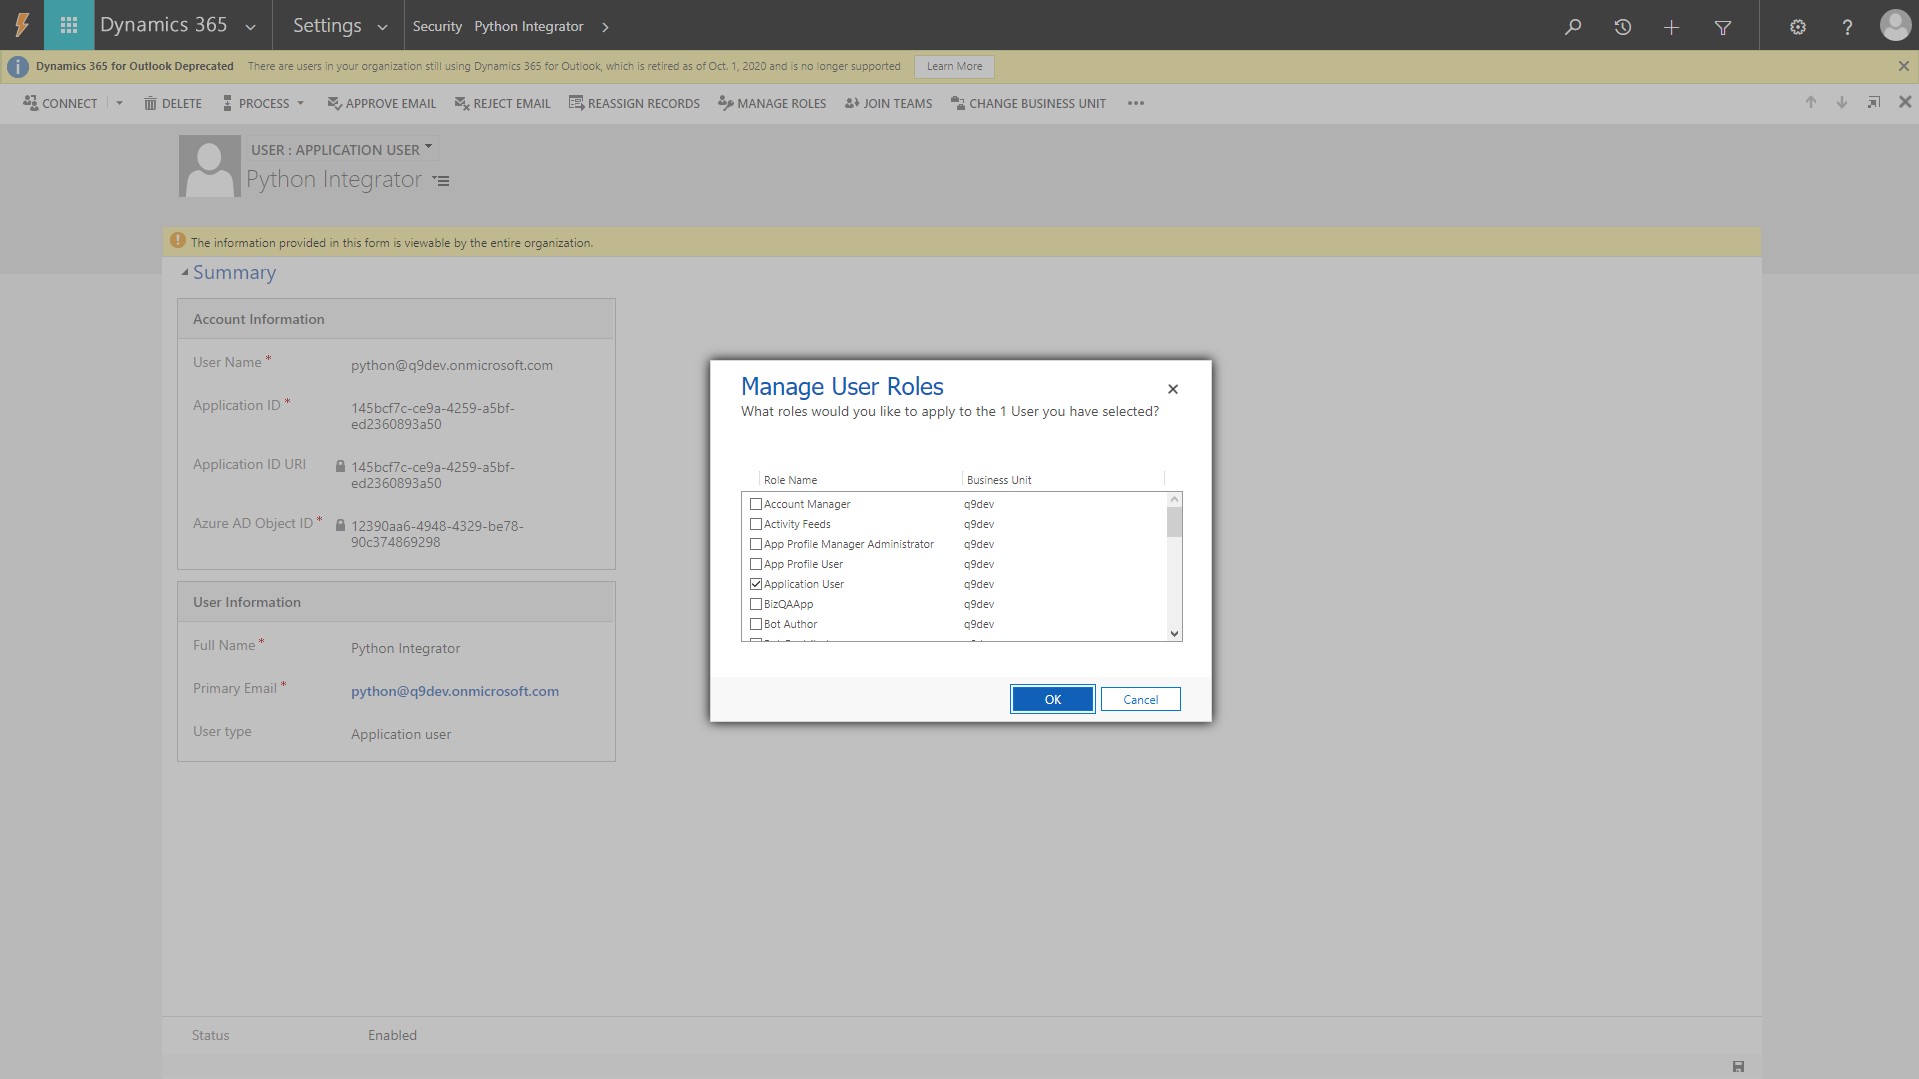 Dynamics 365 Settings Security Python Integrator
Dynamics 365 for Outlook Deprecated There are users in your organization still using Dynamics 365 for Outlook, which is retired as of Oct. 1, 2020 and is no longer supported Learn More
CONNECT DELETE PROCESS APPROVE EMAIL REJECT EMAIL REASSIGN RECORDS MANAGE ROLES JOIN TEAMS CHANGE BUSINESS UNIT
USER : APPLICATION USER
Python Integrator
The information provided in this form is viewable by the entire organization.
Summary
Account Information
User Name * python@q9dev.onmicrosoft.com
Application ID * 145bcf7c-ce9a-4259-a5bf-
ed2360893a50
Application ID URI 145bcf7c-ce9a-4259-a5bf-
ed2360893a50
Azure AD Object ID * 12390aa6-4948-4329-be78-
90c374869298
User Information
Full Name * Python Integrator
Primary Email * python@q9dev.onmicrosoft.com
User type Application user
Manage User Roles
What roles would you like to apply to the 1 User you have selected?
Role Name Business Unit
Account Manager q9dev
Activity Feeds q9dev
App Profile Manager Administrator q9dev
App Profile User q9dev
Application User q9dev
BizQAApp q9dev
Bot Author q9dev
OK Cancel
Status Enabled